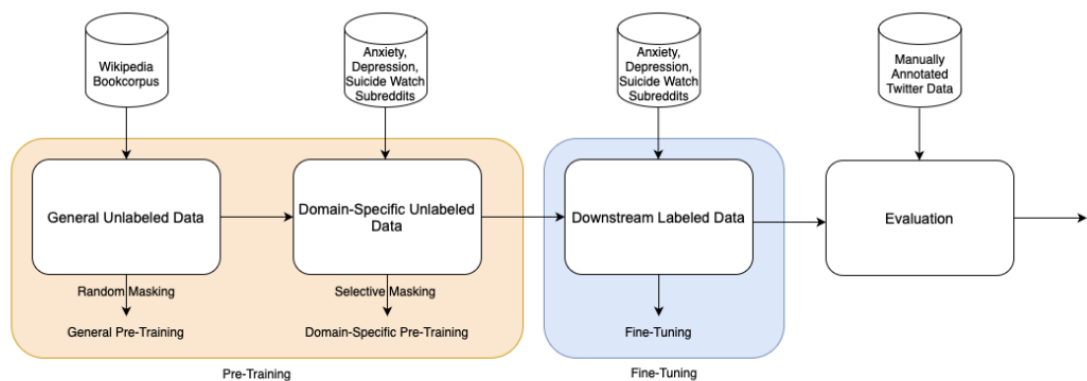 Wikipedia
Bookcorpus
Anxiety,
Depression,
Suicide Watch
Subreddits
Anxiety,
Depression,
Suicide Watch
Subreddits
Manually
Annotated
Twitter Data
General Unlabeled Data
Domain-Specific Unlabeled
Data
Downstream Labeled Data
Evaluation
Random Masking
Selective Masking
General Pre-Training
Domain-Specific Pre-Training
Fine-Tuning
Pre-Training
Fine-Tuning